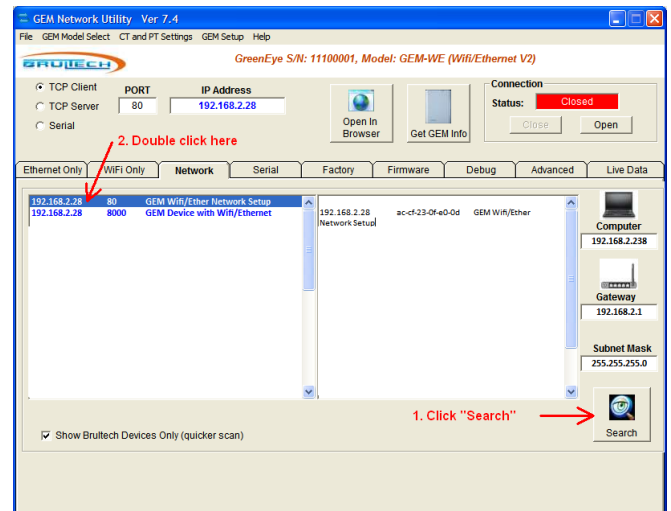 GEM Network Utility Ver 7.4
File GEM Model Select CT and PT Settings GEM Setup Help
BRULTECH
GreenEye S/N: 11100001, Model: GEM-WE (Wifi/Ethernet V2)
TCP Client
TCP Server
Serial
PORT
80
IP Address
192.168.2.28
Open In
Browser
Get GEM Info
Connection
Status: Closed
Close Open
2. Double click here
Ethernet Only WiFi Only Network Serial Factory Firmware Debug Advanced Live Data
192.168.2.28 80 GEM Wifi/Ether Network Setup
192.168.2.28 8000 GEM Device with Wifi/Ethernet
192.168.2.28 ac-cf-23-0f-e0-0d GEM Wifi/Ether
Network Setup
Computer
192.168.2.238
Gateway
192.168.2.1
Subnet Mask
255.255.255.0
1. Click "Search"
Search
Show Brultech Devices Only (quicker scan)